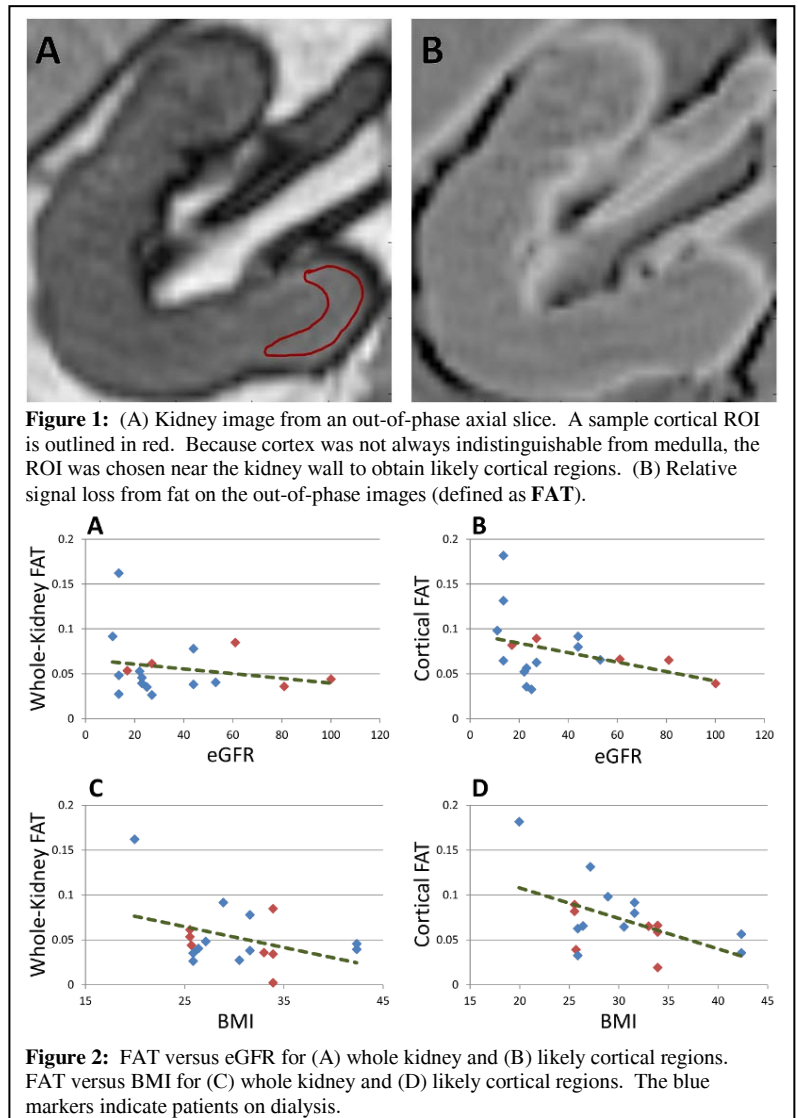 A
B
Figure 1: (A) Kidney image from an out-of-phase axial slice. A sample cortical ROI
is outlined in red. Because cortex was not always indistinguishable from medulla, the
ROI was chosen near the kidney wall to obtain likely cortical regions. (B) Relative
signal loss from fat on the out-of-phase images (defined as FAT).
A
Whole-Kidney FAT
0.2
0.15
0.1
0.05
0
0 20 40 60 80 100 120
eGFR
B
Cortical FAT
0.2
0.15
0.1
0.05
0
0 20 40 60 80 100 120
eGFR
C
Whole-Kidney FAT
0.2
0.15
0.1
0.05
0
15 25 35 45
BMI
D
Cortical FAT
0.2
0.15
0.1
0.05
0
15 20 25 30 35 40 45
BMI
Figure 2: FAT versus eGFR for (A) whole kidney and (B) likely cortical regions.
FAT versus BMI for (C) whole kidney and (D) likely cortical regions. The blue
markers indicate patients on dialysis.